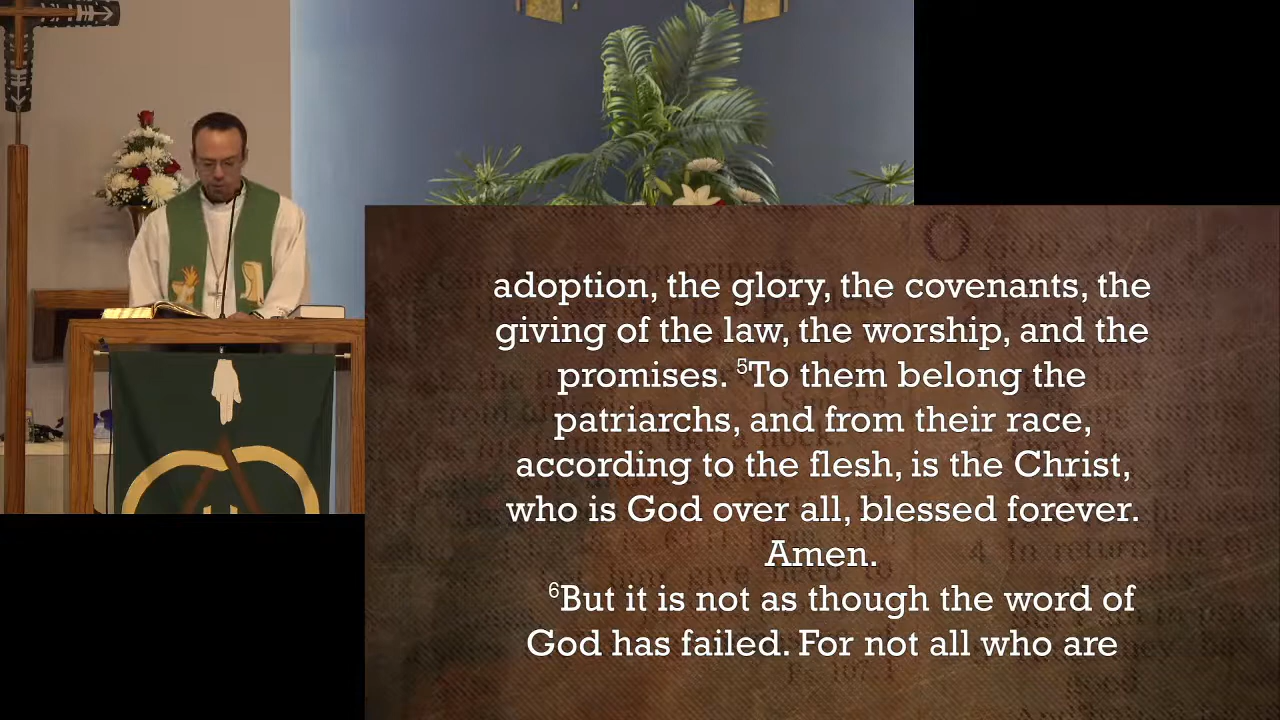 adoption, the glory, the covenants, the
giving of the law, the worship, and the
promises. ⁵To them belong the
patriarchs, and from their race,
according to the flesh, is the Christ,
who is God over all, blessed forever.
Amen.
⁶But it is not as though the word of
God has failed. For not all who are